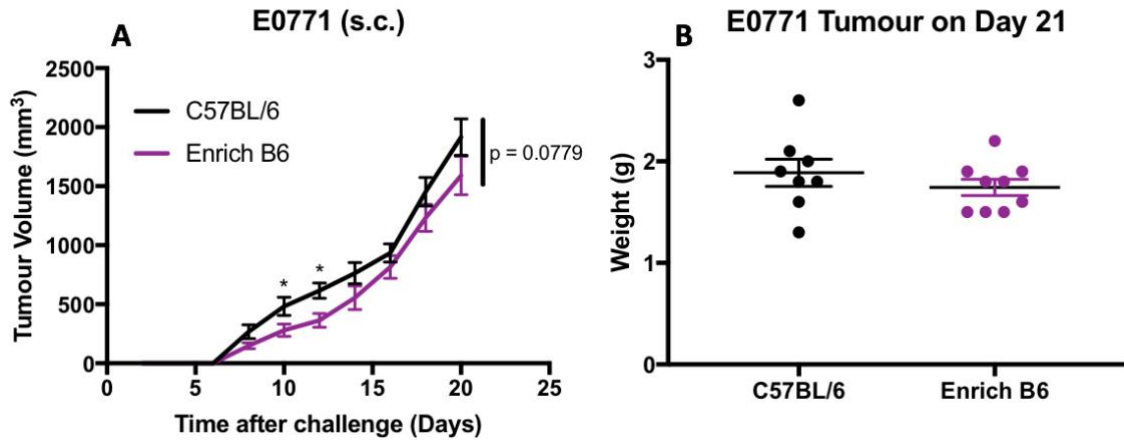 A
E0771 (s.c.)
Tumour Volume (mm³)
2500
2000
1500
1000
500
0
C57BL/6
Enrich B6
* *
p = 0.0779
0 5 10 15 20 25
Time after challenge (Days)
B
E0771 Tumour on Day 21
Weight (g)
3
2
1
0
C57BL/6 Enrich B6